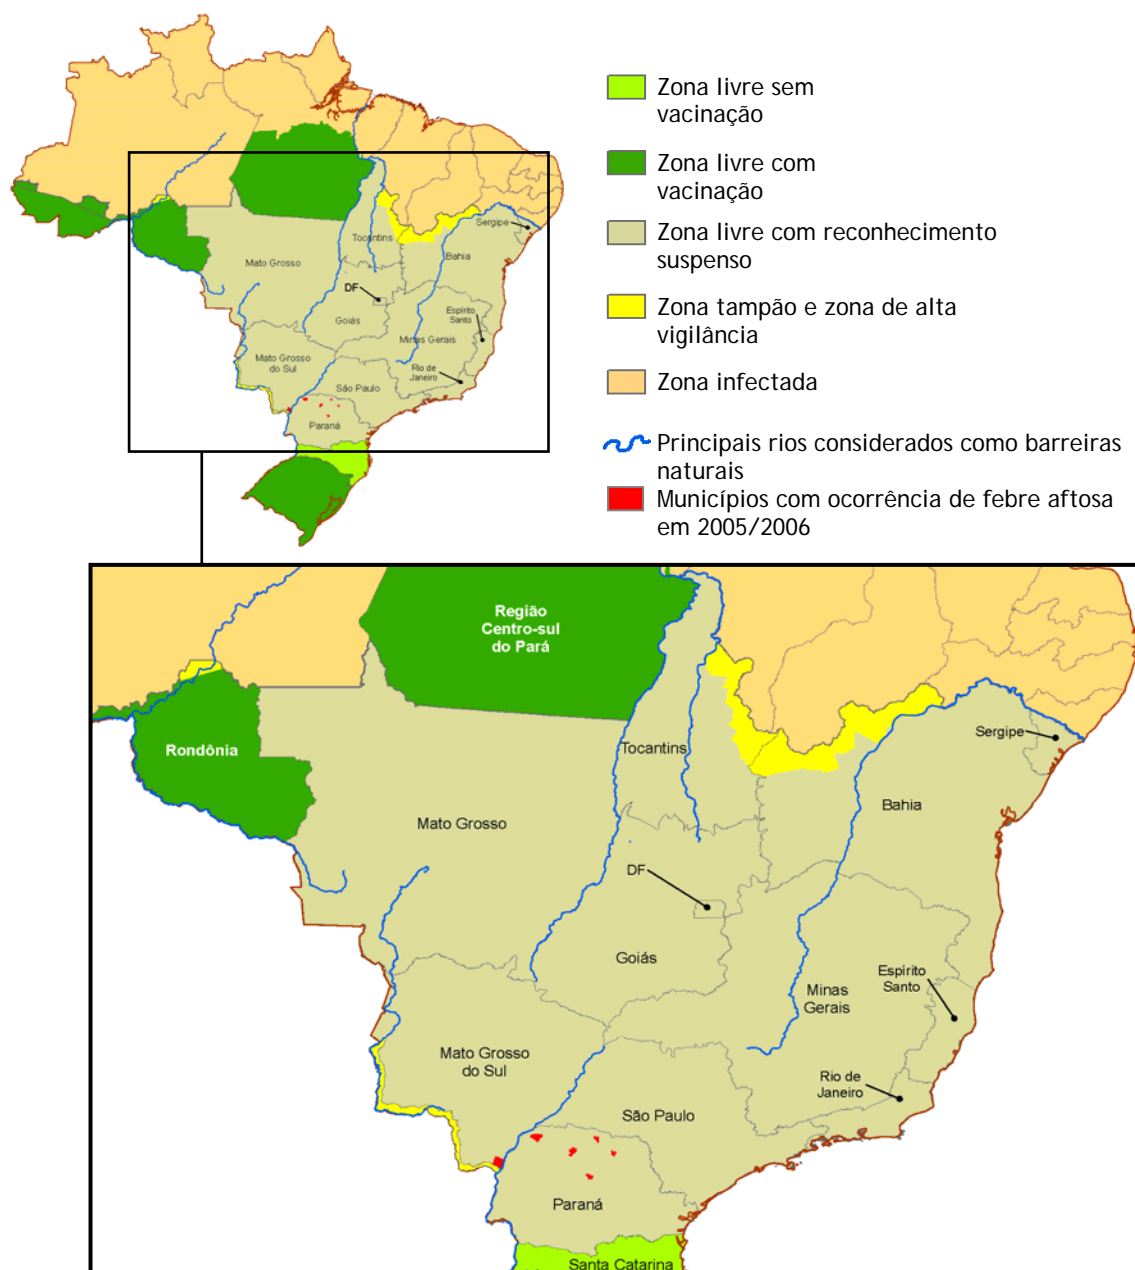 Zona livre sem
vacinação
Zona livre com
vacinação
Zona livre com reconhecimento
suspenso
Zona tampão e zona de alta
vigilância
Zona infectada
Principais rios considerados como barreiras
naturais
Municípios com ocorrência de febre aftosa
em 2005/2006
Sergipe
Tocantins
Bahia
Mato Grosso
DF
Goiás
Espírito
Santo
Minas Gerais
Mato Grosso
do Sul
Rio de
Janeiro
São Paulo
Paraná
Região
Centro-sul
do Pará
Rondônia
Tocantins
Sergipe
Bahia
Mato Grosso
DF
Goiás
Espírito
Santo
Minas
Gerais
Mato Grosso
do Sul
Rio de
Janeiro
São Paulo
Paraná
Santa Catarina